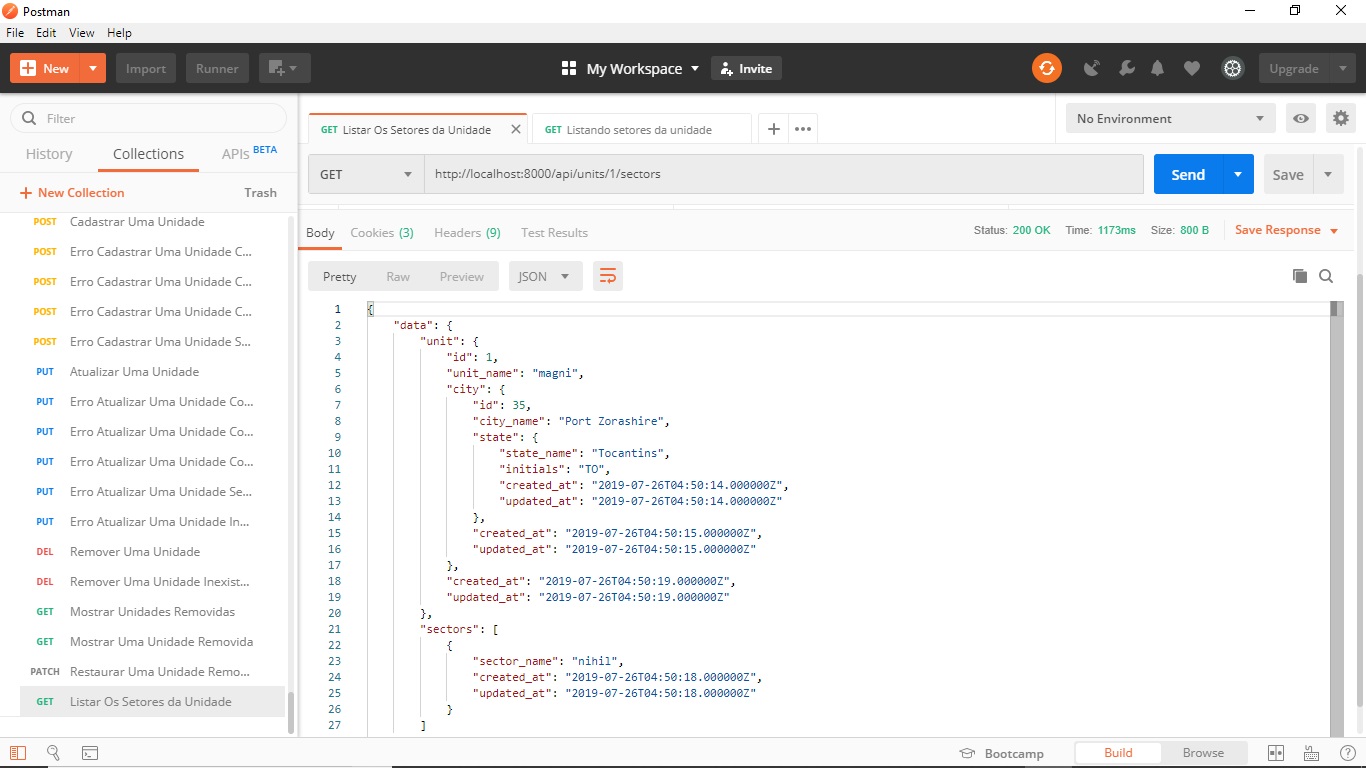 Postman
File Edit View Help
New Import Runner My Workspace Invite Upgrade
Filter
History Collections APIs BETA
New Collection Trash
POST Cadastrar Uma Unidade
POST Erro Cadastrar Uma Unidade C...
POST Erro Cadastrar Uma Unidade C...
POST Erro Cadastrar Uma Unidade C...
POST Erro Cadastrar Uma Unidade S...
PUT Atualizar Uma Unidade
PUT Erro Atualizar Uma Unidade Co...
PUT Erro Atualizar Uma Unidade Co...
PUT Erro Atualizar Uma Unidade Co...
PUT Erro Atualizar Uma Unidade Se...
PUT Erro Atualizar Uma Unidade In...
DEL Remover Uma Unidade
DEL Remover Uma Unidade Inexist...
GET Mostrar Unidades Removidas
GET Mostrar Uma Unidade Removida
PATCH Restaurar Uma Unidade Remo...
GET Listar Os Setores da Unidade
GET Listar Os Setores da Unidade GET Listando setores da unidade No Environment
GET http://localhost:8000/api/units/1/sectors Send Save
Body Cookies (3) Headers (9) Test Results Status: 200 OK Time: 1173ms Size: 800 B Save Response
Pretty Raw Preview JSON
1 {
2 "data": {
3 "unit": {
4 "id": 1,
5 "unit_name": "magni",
6 "city": {
7 "id": 35,
8 "city_name": "Port Zorashire",
9 "state": {
10 "state_name": "Tocantins",
11 "initials": "TO",
12 "created_at": "2019-07-26T04:50:14.000000Z",
13 "updated_at": "2019-07-26T04:50:14.000000Z"
14 },
15 "created_at": "2019-07-26T04:50:15.000000Z",
16 "updated_at": "2019-07-26T04:50:15.000000Z"
17 },
18 "created_at": "2019-07-26T04:50:19.000000Z",
19 "updated_at": "2019-07-26T04:50:19.000000Z"
20 },
21 "sectors": [
22 {
23 "sector_name": "nihil",
24 "created_at": "2019-07-26T04:50:18.000000Z",
25 "updated_at": "2019-07-26T04:50:18.000000Z"
26 }
27 ]
Bootcamp Build Browse